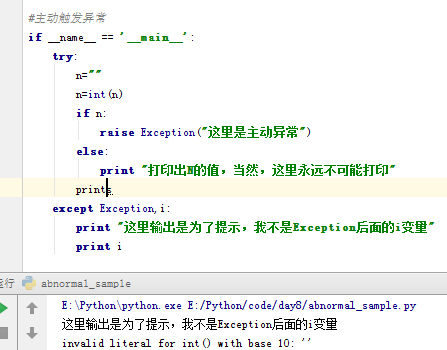 #主动触发异常
if __name__ == '__main__':
try:
n=""
n=int(n)
if n:
raise Exception("这里是主动异常")
else:
print "打印出N的值，当然，这里永远不可能打印"
prints
except Exception,i:
print "这里输出是为了提示，我不是Exception后面的i变量"
print i
运行 abnormal_sample
E:\Python\python.exe E:/Python/code/day8/abnormal_sample.py
这里输出是为了提示，我不是Exception后面的i变量
invalid literal for int() with base 10: ''